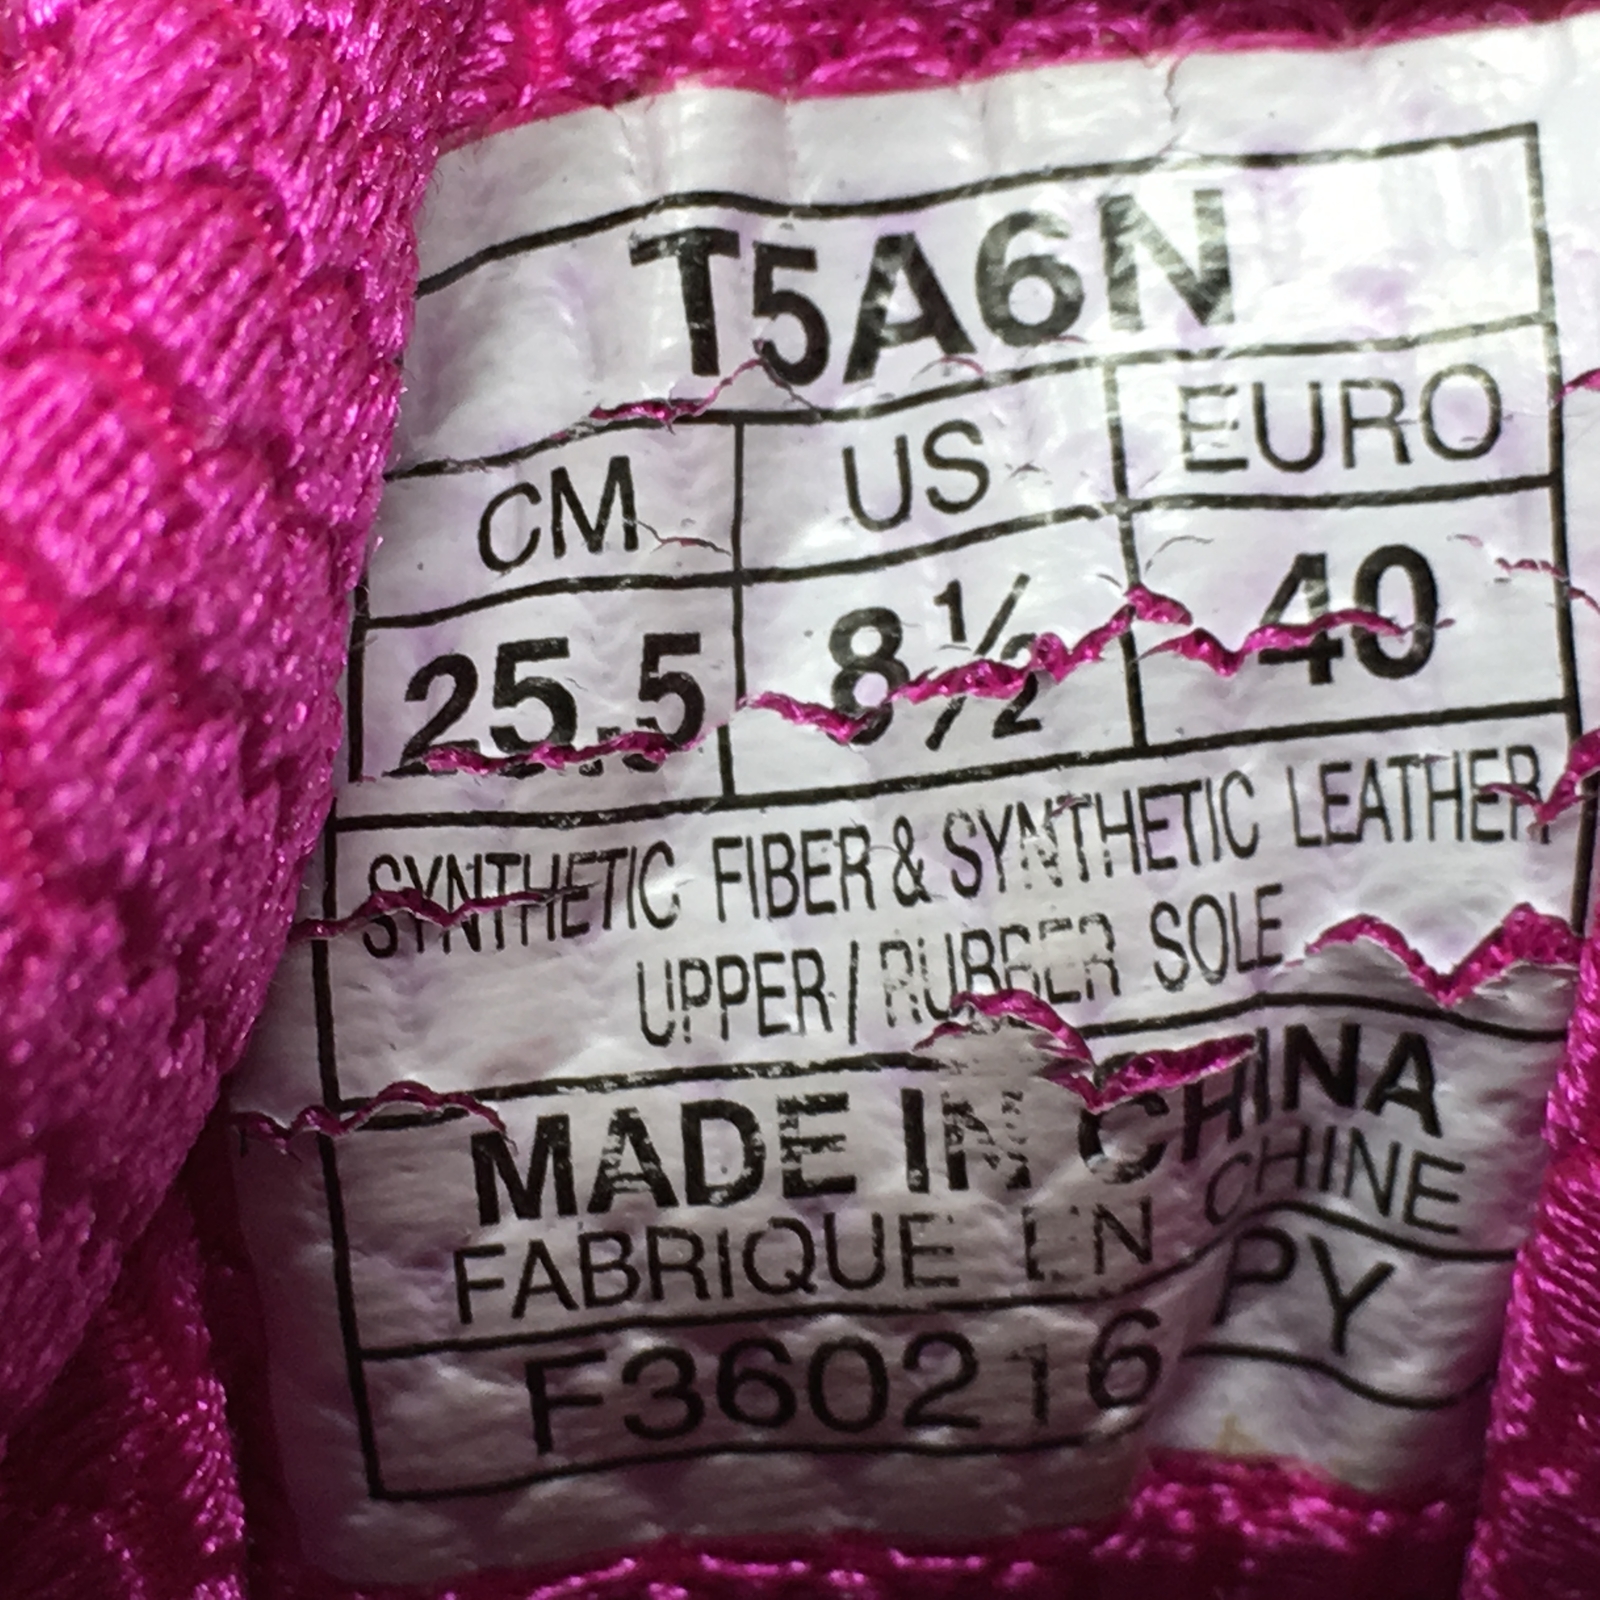 T5A6N
CM US EURO
25.5 8½ 40
SYNTHETIC FIBER & SYNTHETIC LEATHER
UPPER / RUBBER SOLE
MADE IN CHINA
FABRIQUE EN CHINE
F360216 PY